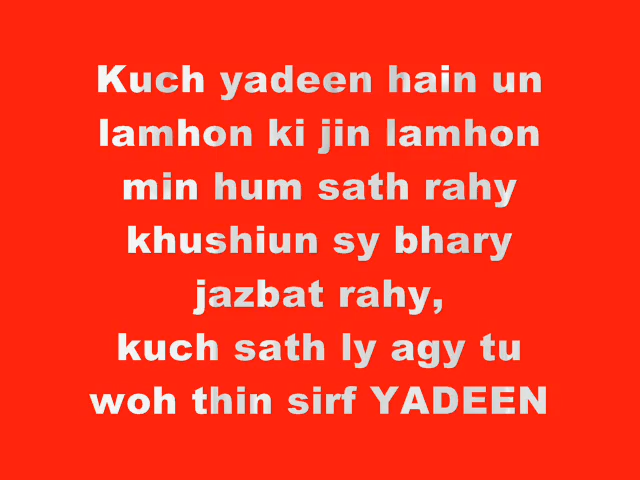 Kuch yadeen hain un
lamhon ki jin lamhon
min hum sath rahy
khushiun sy bhary
jazbat rahy,
kuch sath ly agy tu
woh thin sirf YADEEN